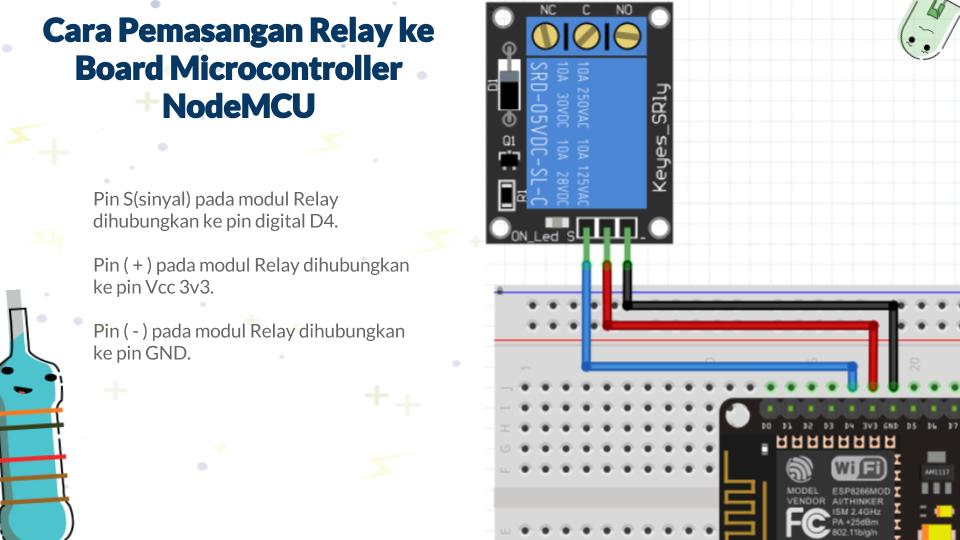 Cara Pemasangan Relay ke
Board Microcontroller
NodeMCU
Pin S(sinyal) pada modul Relay
dihubungkan ke pin digital D4.
Pin ( + ) pada modul Relay dihubungkan
ke pin Vcc 3v3.
Pin ( - ) pada modul Relay dihubungkan
ke pin GND.
NC C NO
D1
Q1
R1
SRD-05VDC-SL-C
10A 30VDC 10A 28VDC
10A 250VAC 10A 125VAC
Keyes_SRly
ON_Led S -
1 20
J
I
H
G
F
E
D0 D1 D2 D3 D4 3V3 GND D5 D6 D7
WiFi
MODEL
VENDOR
ESP8266MOD
AI/THINKER
ISM 2.4GHz
PA +25dBm
802.11b/g/n
FC
AM1117